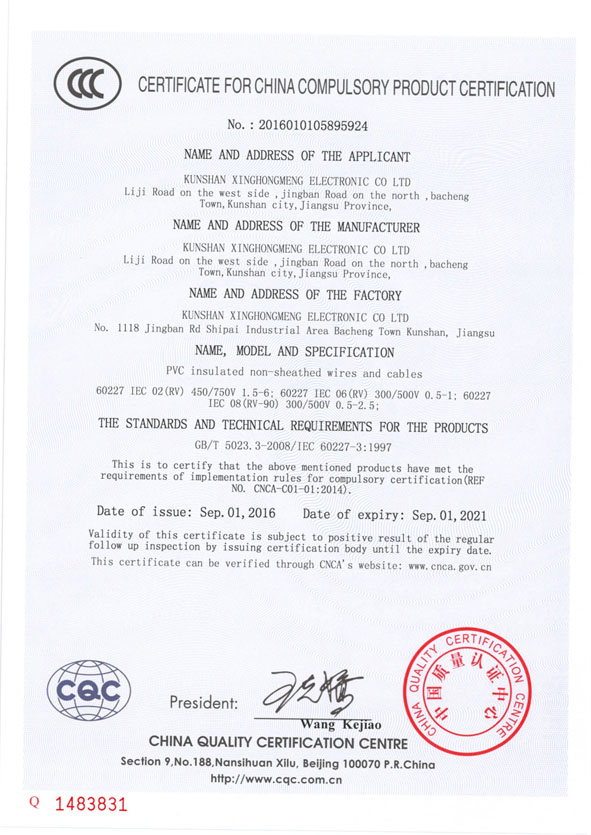 CCC
CERTIFICATE FOR CHINA COMPULSORY PRODUCT CERTIFICATION
No. : 2016010105895924
NAME AND ADDRESS OF THE APPLICANT
KUNSHAN XINGHONGMENG ELECTRONIC CO LTD
Liji Road on the west side ,jingban Road on the north ,bacheng
Town, Kunshan city, Jiangsu Province,
NAME AND ADDRESS OF THE MANUFACTURER
KUNSHAN XINGHONGMENG ELECTRONIC CO LTD
Liji Road on the west side ,jingban Road on the north ,bacheng
Town, Kunshan city, Jiangsu Province,
NAME AND ADDRESS OF THE FACTORY
KUNSHAN XINGHONGMENG ELECTRONIC CO LTD
No. 1118 Jingban Rd Shipai Industrial Area Bacheng Town Kunshan, Jiangsu
NAME, MODEL AND SPECIFICATION
PVC insulated non-sheathed wires and cables
60227 IEC 02(RV) 450/750V 1.5-6; 60227 IEC 06(RV) 300/500V 0.5-1; 60227
IEC 08(RV-90) 300/500V 0.5-2.5;
THE STANDARDS AND TECHNICAL REQUIREMENTS FOR THE PRODUCTS
GB/T 5023.3-2008/IEC 60227-3:1997
This is to certify that the above mentioned products have met the
requirements of implementation rules for compulsory certification(REF
NO. CNCA-C01-01:2014).
Date of issue: Sep. 01, 2016 Date of expiry: Sep. 01, 2021
Validity of this certificate is subject to positive result of the regular
follow up inspection by issuing certification body until the expiry date.
This certificate can be verified through CNCA's website: www.cnca.gov.cn
CQC
President:
Wang Kejiao
CHINA QUALITY CERTIFICATION CENTRE
中国质量认证中心
CHINA QUALITY CERTIFICATION CENTRE
Section 9, No.188, Nansihuan Xilu, Beijing 100070 P.R.China
http://www.cqc.com.cn
Q 1483831